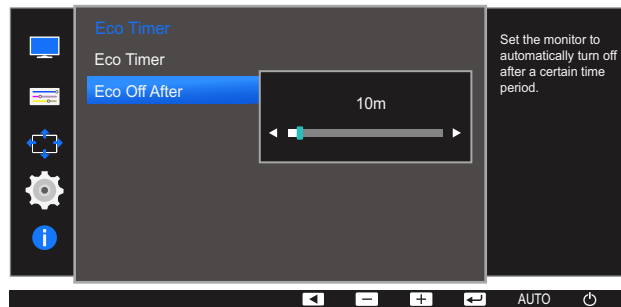 Eco Timer
Eco Timer
Eco Off After
10m
Set the monitor to
automatically turn off
after a certain time
period.
AUTO